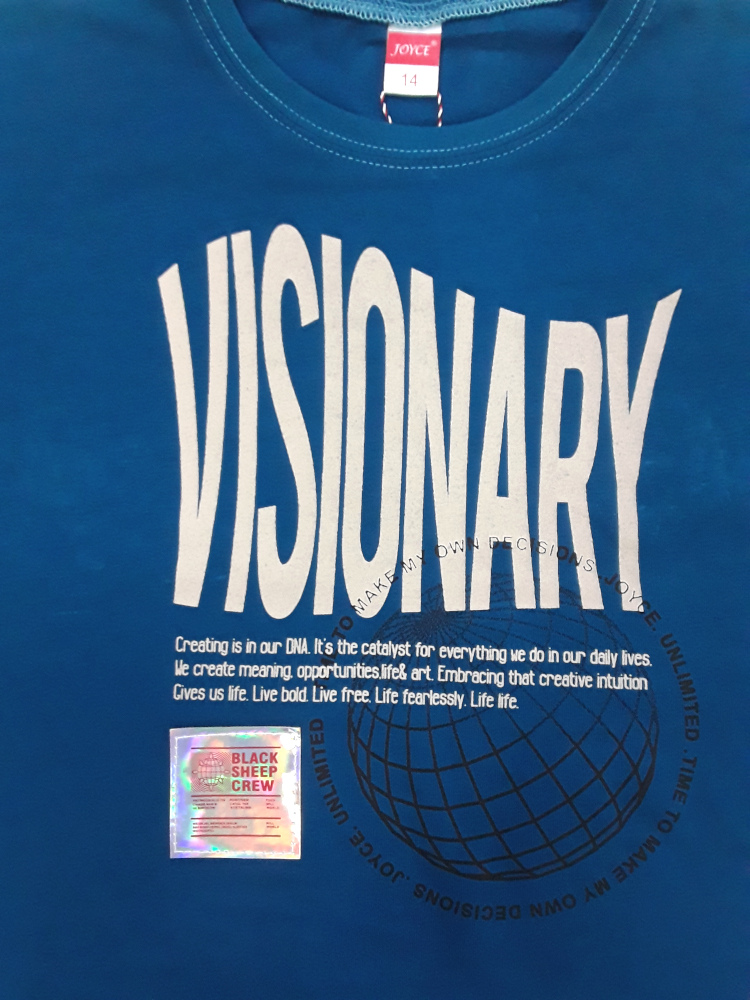 JOYCE®
14
VISIONARY
Creating is in our DNA. It's the catalyst for everything we do in our daily lives.
We create meaning, opportunities,life& art. Embracing that creative intuition
Gives us life. Live bold. Live free. Life fearlessly. Life life.
TIME TO MAKE MY OWN DECISIONS. JOYCE. UNLIMITED. TIME TO MAKE MY OWN DECISIONS. JOYCE. UNLIMITED
BLACK
SHEEP
CREW